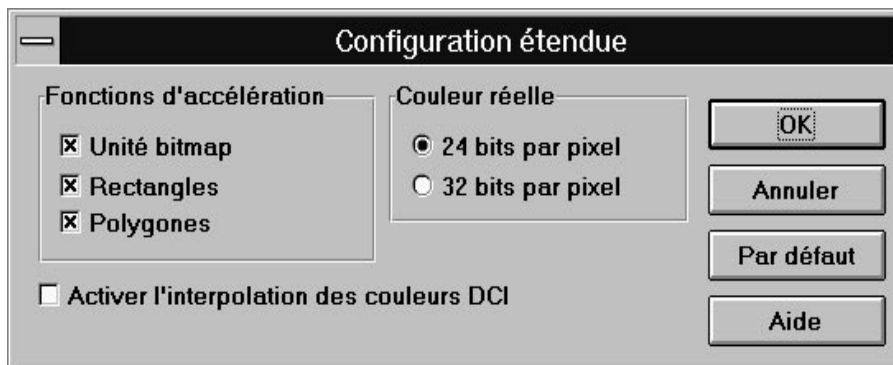 Configuration étendue
Fonctions d'accélération
Unité bitmap
Rectangles
Polygones
Couleur réelle
24 bits par pixel
32 bits par pixel
Activer l'interpolation des couleurs DCI
OK
Annuler
Par défaut
Aide